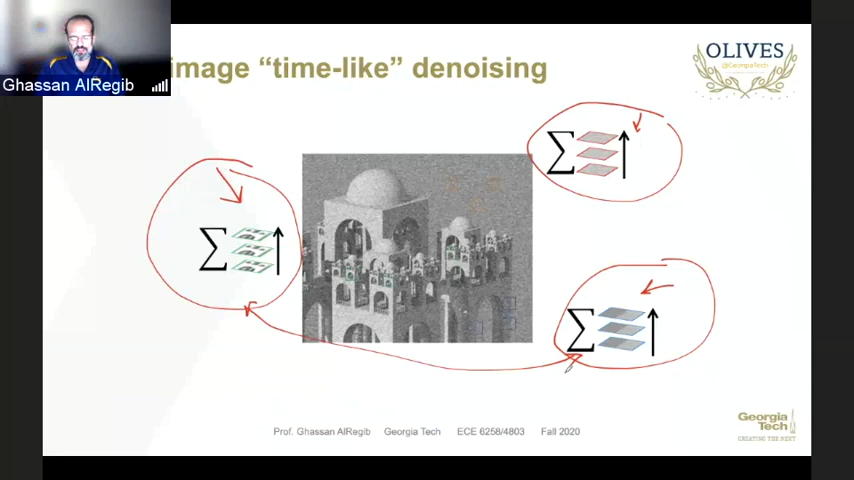 Ghassan AlRegib
image “time-like” denoising
OLIVES
@GeorgiaTech
∑
∑
∑
Prof. Ghassan AlRegib Georgia Tech ECE 6258/4803 Fall 2020
Georgia
Tech
CREATING THE NEXT